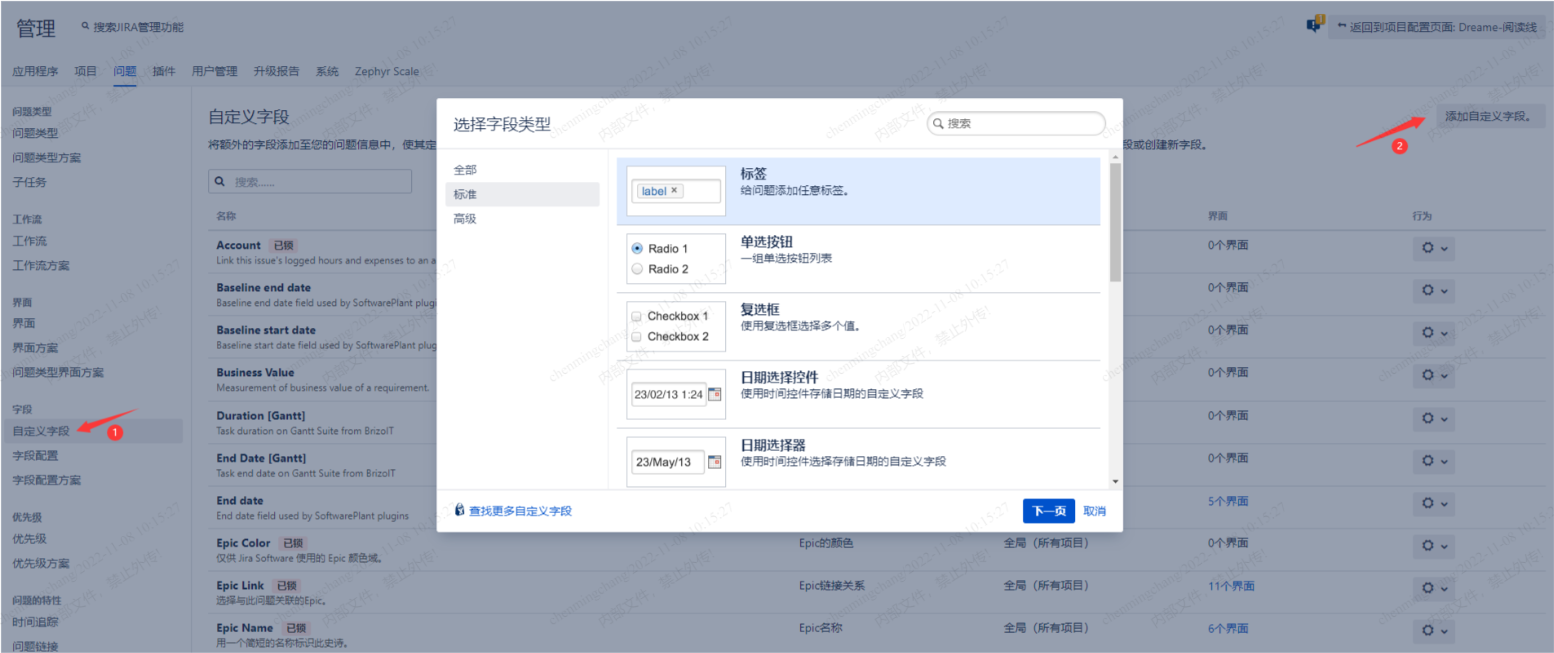 管理
搜索JIRA管理功能
返回到项目配置页面: Dreame-阅读线
应用程序 项目 问题 插件 用户管理 升级报告 系统 Zephyr Scale
问题类型
问题类型
问题类型方案
子任务
工作流
工作流
工作流方案
界面
界面
界面方案
问题类型界面方案
字段
自定义字段
1
字段配置
字段配置方案
优先级
优先级
优先级方案
问题的特性
时间追踪
问题链接
自定义字段
添加自定义字段。
2
将额外的字段添加至您的问题信息中，使其定
段或创建新字段。
搜索......
名称 界面 行为
Account 已锁 0个界面
Link this issue's logged hours and expenses to an a
Baseline end date 0个界面
Baseline end date field used by SoftwarePlant plug
Baseline start date 0个界面
Baseline start date field used by SoftwarePlant plug
Business Value 0个界面
Measurement of business value of a requirement.
Duration [Gantt] 0个界面
Task duration on Gantt Suite from BrizoIT
End Date [Gantt] 0个界面
Task end date on Gantt Suite from BrizoIT
End date 5个界面
End date field used by SoftwarePlant plugins
Epic Color 已锁 Epic的颜色 全局（所有项目） 0个界面
仅供 Jira Software 使用的 Epic 颜色域。
Epic Link 已锁 Epic链接关系 全局（所有项目） 11个界面
选择与此问题关联的Epic。
Epic Name 已锁 Epic名称 全局（所有项目） 6个界面
用一个简短的名称标识此史诗。
选择字段类型
搜索
全部
标准
高级
label ×
标签
给问题添加任意标签。
Radio 1
Radio 2
单选按钮
一组单选按钮列表
Checkbox 1
Checkbox 2
复选框
使用复选框选择多个值。
23/02/13 1:24
日期选择控件
使用时间控件存储日期的自定义字段
23/May/13
日期选择器
使用时间控件选择存储日期的自定义字段
查找更多自定义字段
下一页 取消
chenmingchang 2022-11-08 10:15:27
内部文件，禁止外传!